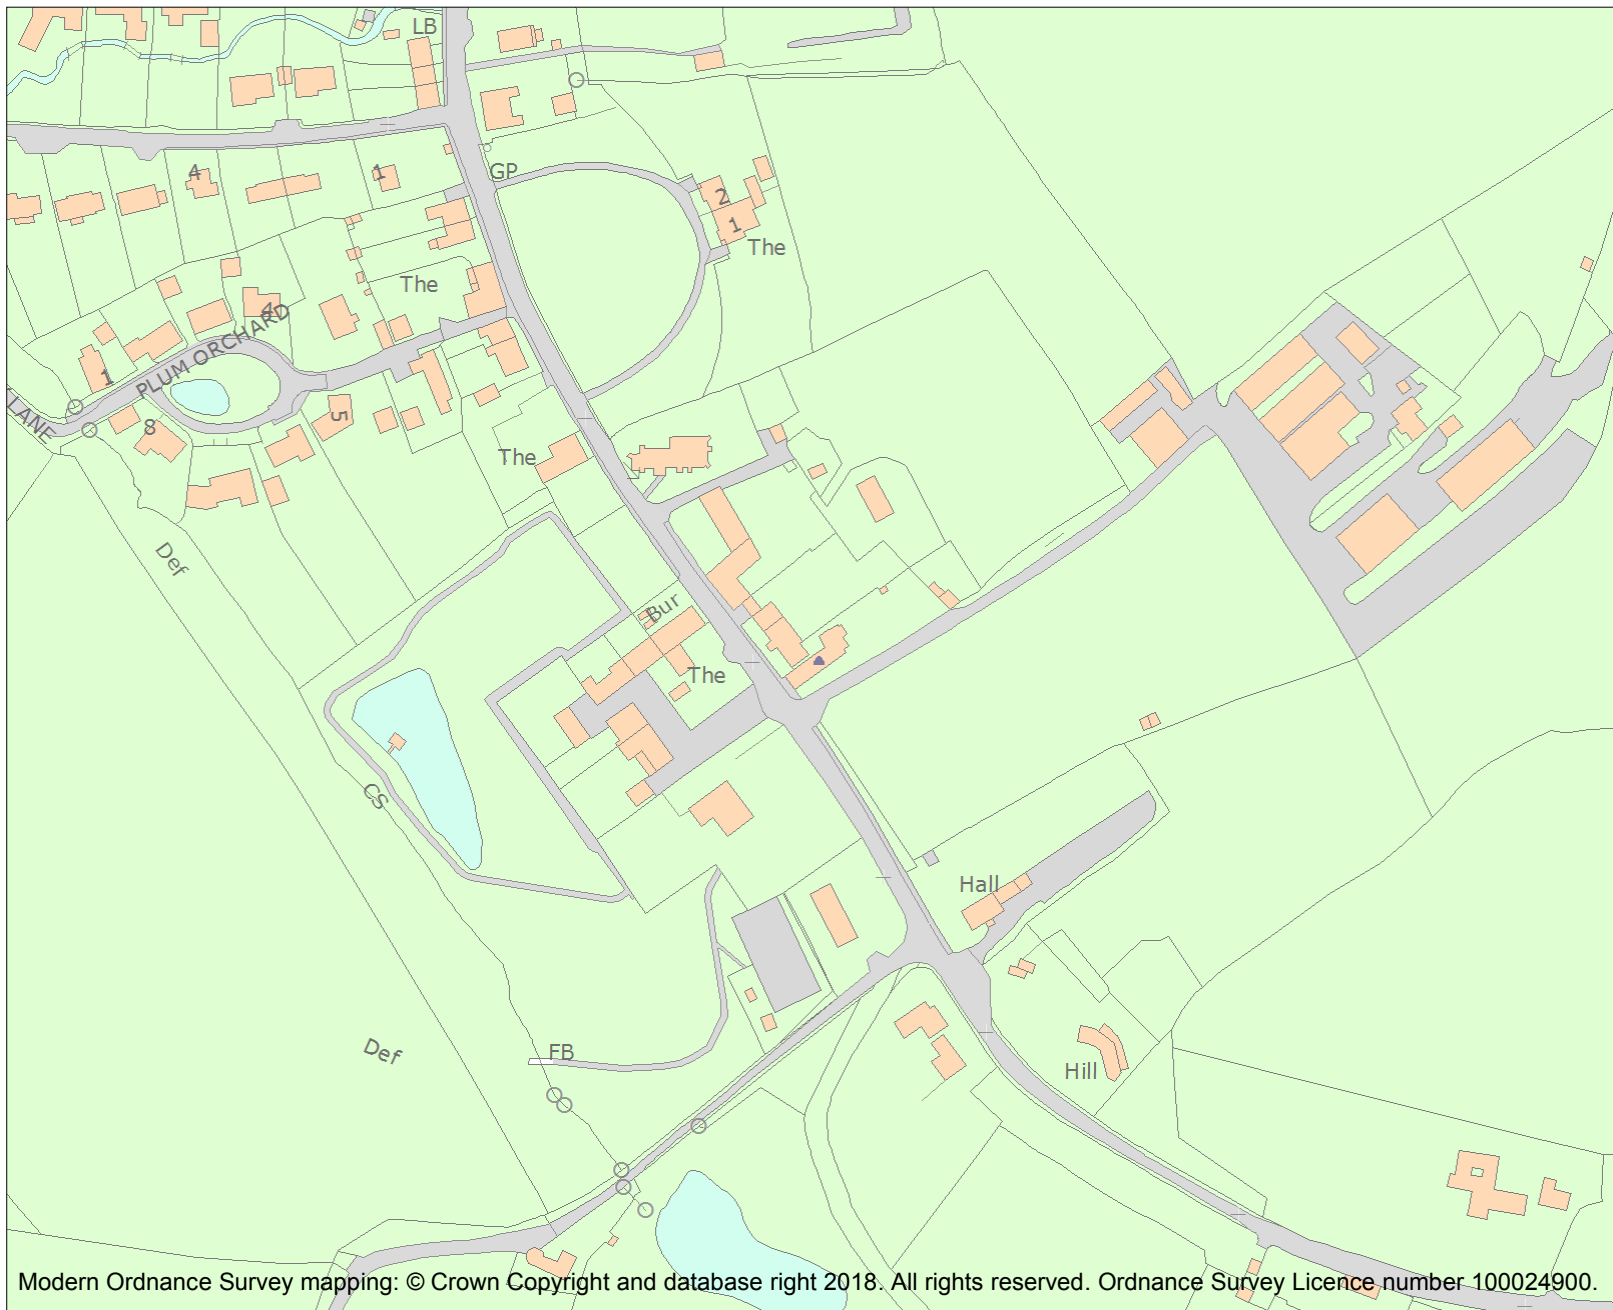 LB
GP
4
1
2
1
The
The
4
PLUM ORCHARD
1
LANE
8
5
The
Def
Bur
The
CS
Hall
FB
Def
Hill
Modern Ordnance Survey mapping: © Crown Copyright and database right 2018. All rights reserved. Ordnance Survey Licence number 100024900.